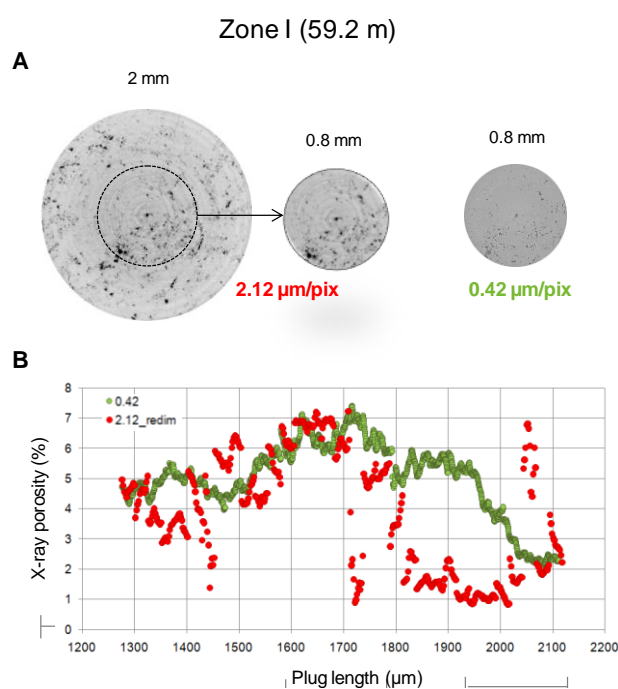 Zone I (59.2 m)
A
2 mm
0.8 mm
0.8 mm
2.12 µm/pix
0.42 µm/pix
B
X-ray porosity (%)
8
7
6
5
4
3
2
1
0
0.42
2.12_redim
1200 1300 1400 1500 1600 1700 1800 1900 2000 2100 2200
Plug length (µm)